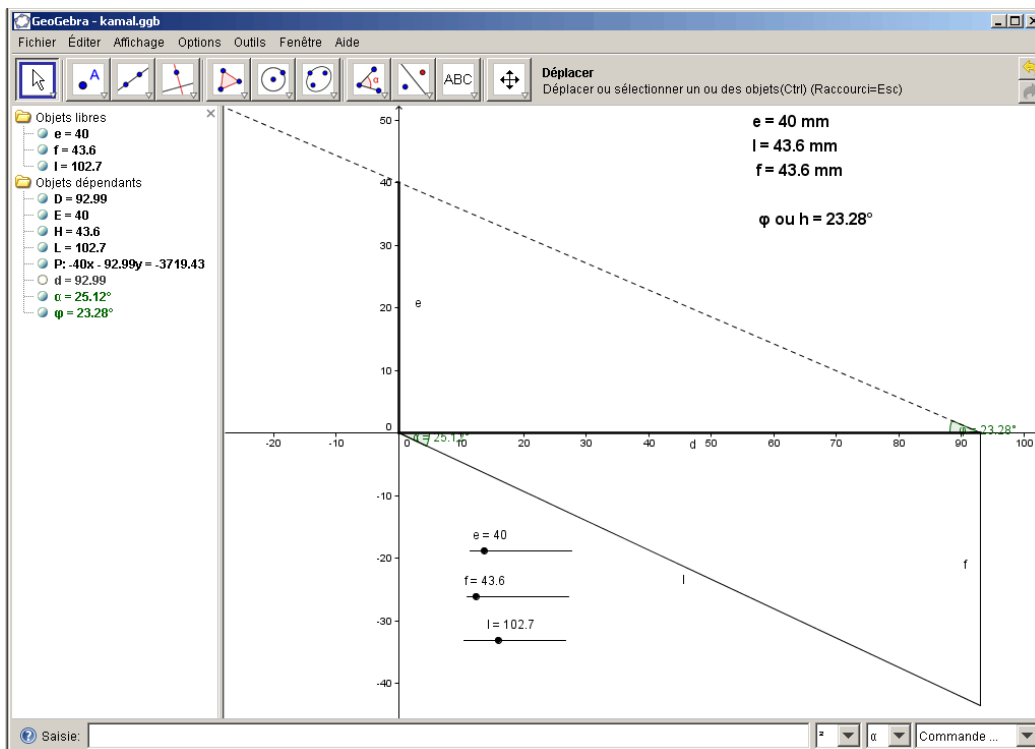 GeoGebra - kamal.ggb
Fichier Éditer Affichage Options Outils Fenêtre Aide
A
α
ABC
Déplacer
Déplacer ou sélectionner un ou des objets(Ctrl) (Raccourci=Esc)
Objets libres
e = 40
f = 43.6
l = 102.7
Objets dépendants
D = 92.99
E = 40
H = 43.6
L = 102.7
P: -40x - 92.99y = -3719.43
d = 92.99
α = 25.12°
φ = 23.28°
e = 40 mm
l = 43.6 mm
f = 43.6 mm
φ ou h = 23.28°
50
40
30
20
10
0
-10
-20
-30
-40
-20 -10 0 10 20 30 40 50 60 70 80 90 100
e
d
α = 25.12°
φ = 23.28°
f
l
e = 40
f = 43.6
l = 102.7
Saisie:
²
α
Commande ...